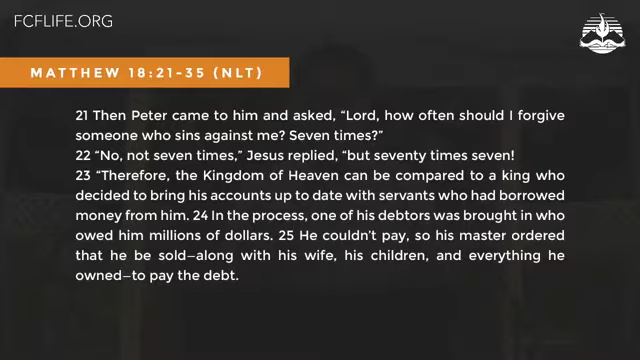 FCFLIFE.ORG
MATTHEW 18:21-35 (NLT)
21 Then Peter came to him and asked, “Lord, how often should I forgive
someone who sins against me? Seven times?”
22 “No, not seven times,” Jesus replied, “but seventy times seven!
23 “Therefore, the Kingdom of Heaven can be compared to a king who
decided to bring his accounts up to date with servants who had borrowed
money from him. 24 In the process, one of his debtors was brought in who
owed him millions of dollars. 25 He couldn’t pay, so his master ordered
that he be sold—along with his wife, his children, and everything he
owned—to pay the debt.